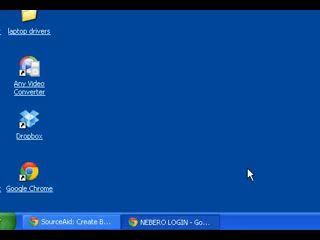 laptop drivers
Any Video
Converter
Dropbox
Google Chrome
SourceAid: Create B...
NEBERO LOGIN - Go...